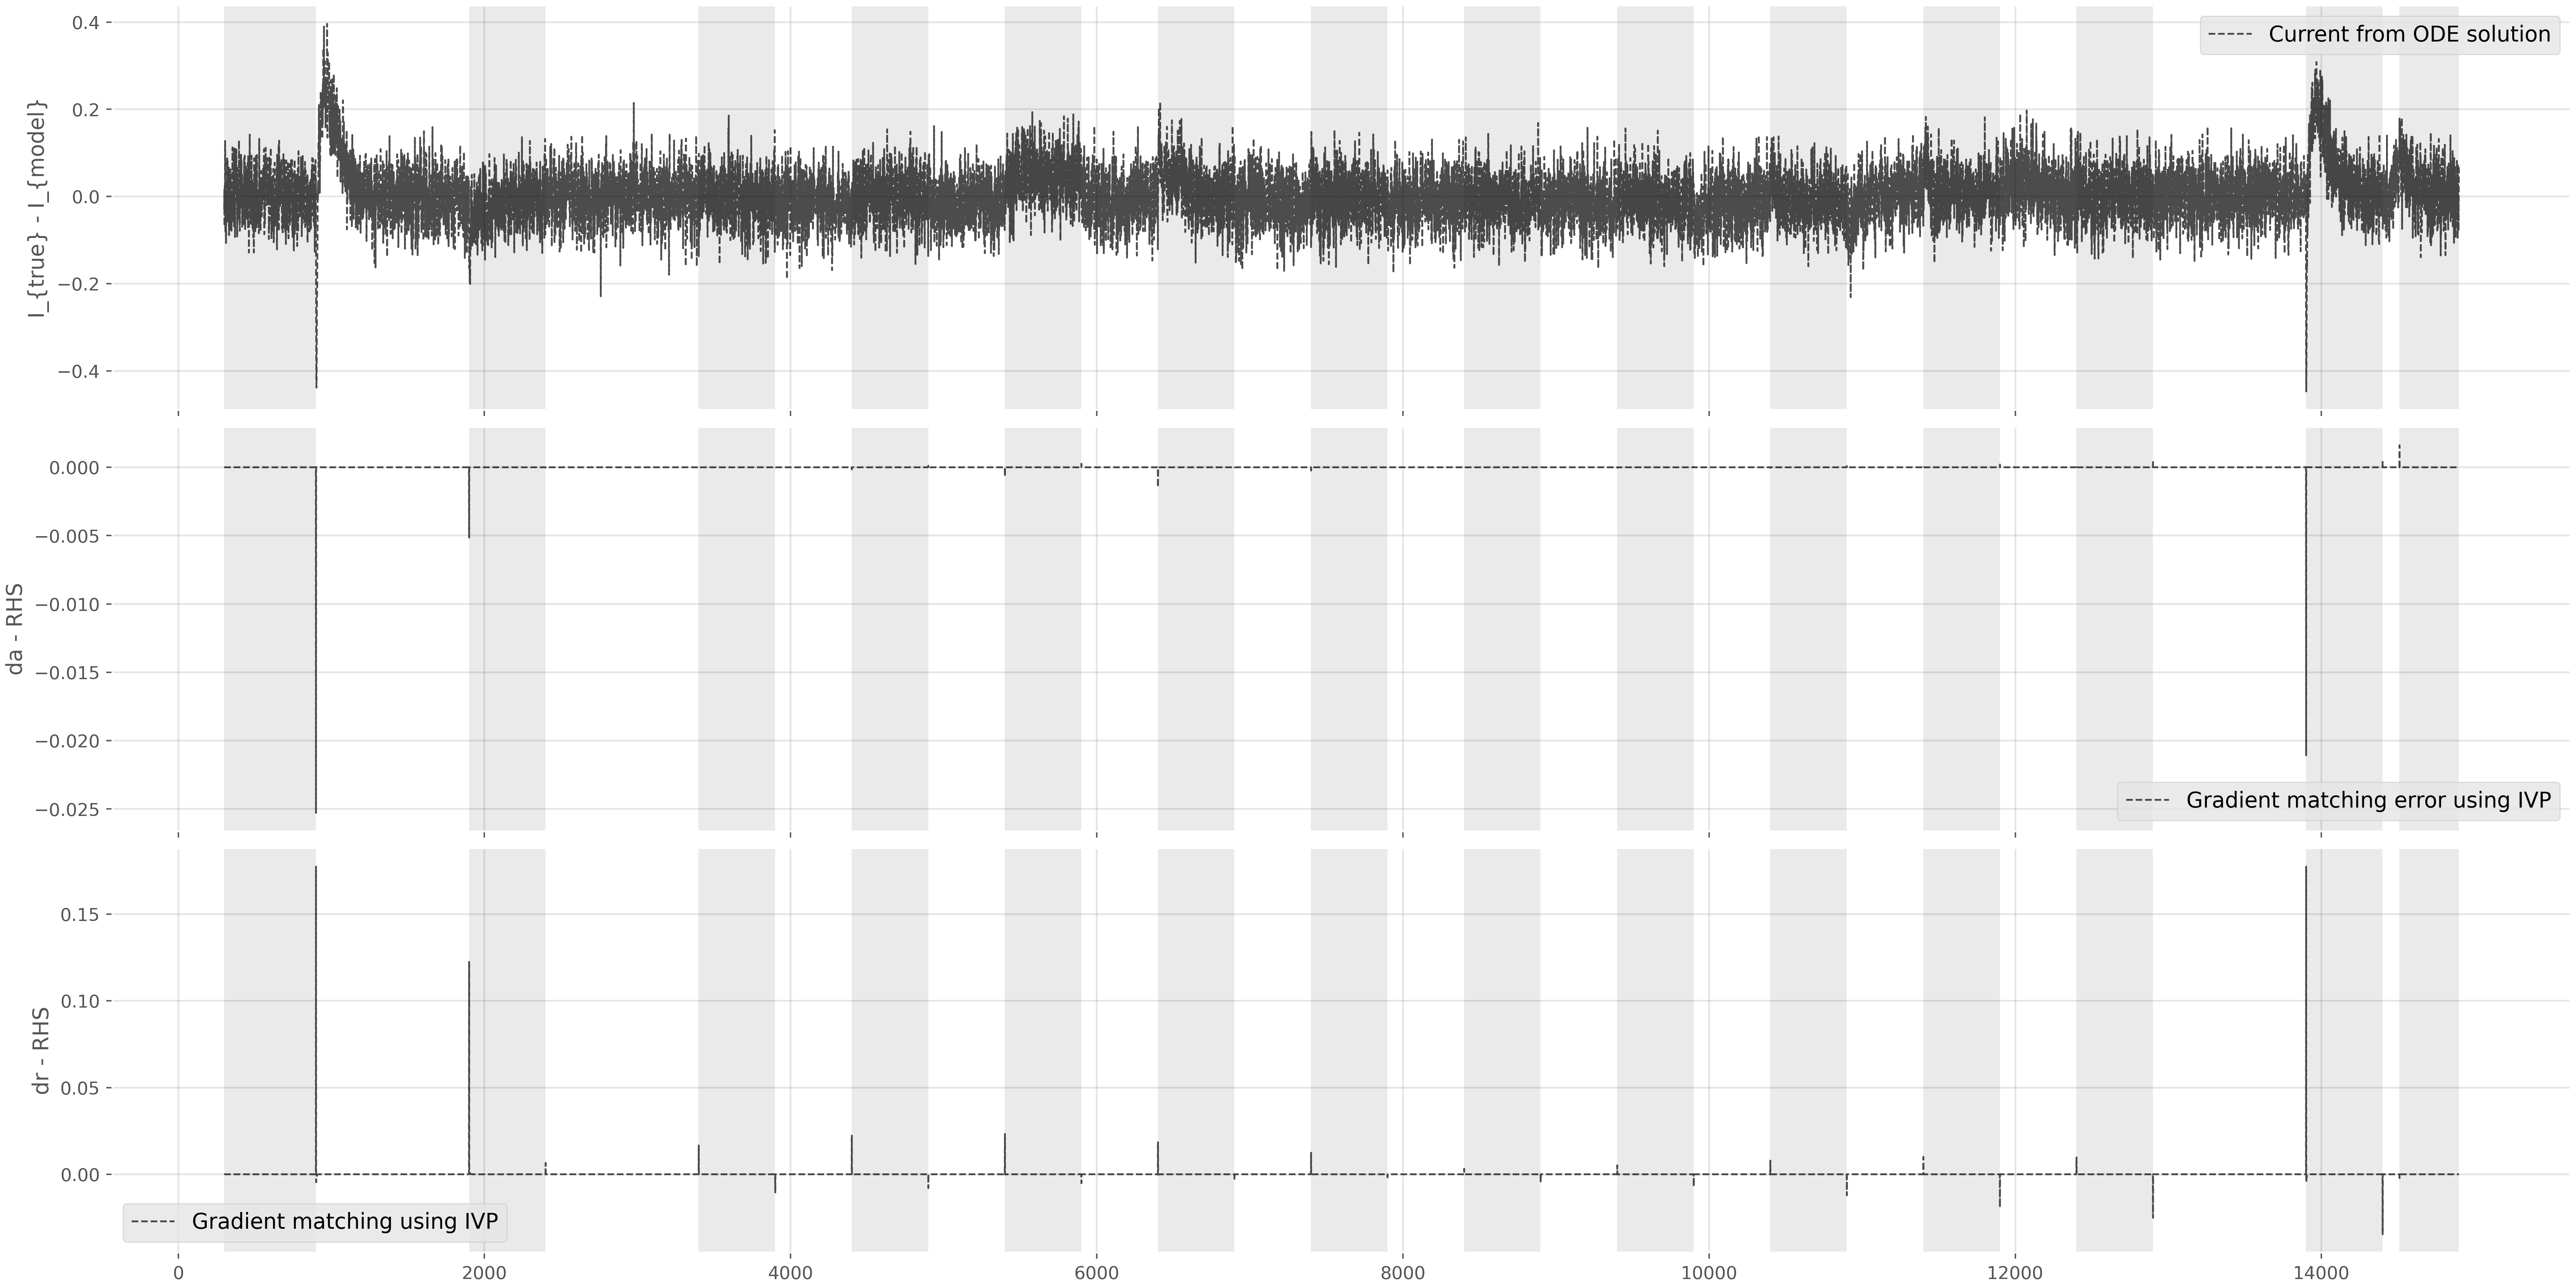 0.4
0.2
0.0
−0.2
−0.4
I_{true} - I_{model}
Current from ODE solution
0.000
−0.005
−0.010
−0.015
−0.020
−0.025
da - RHS
Gradient matching error using IVP
0.15
0.10
0.05
0.00
dr - RHS
Gradient matching using IVP
0 2000 4000 6000 8000 10000 12000 14000